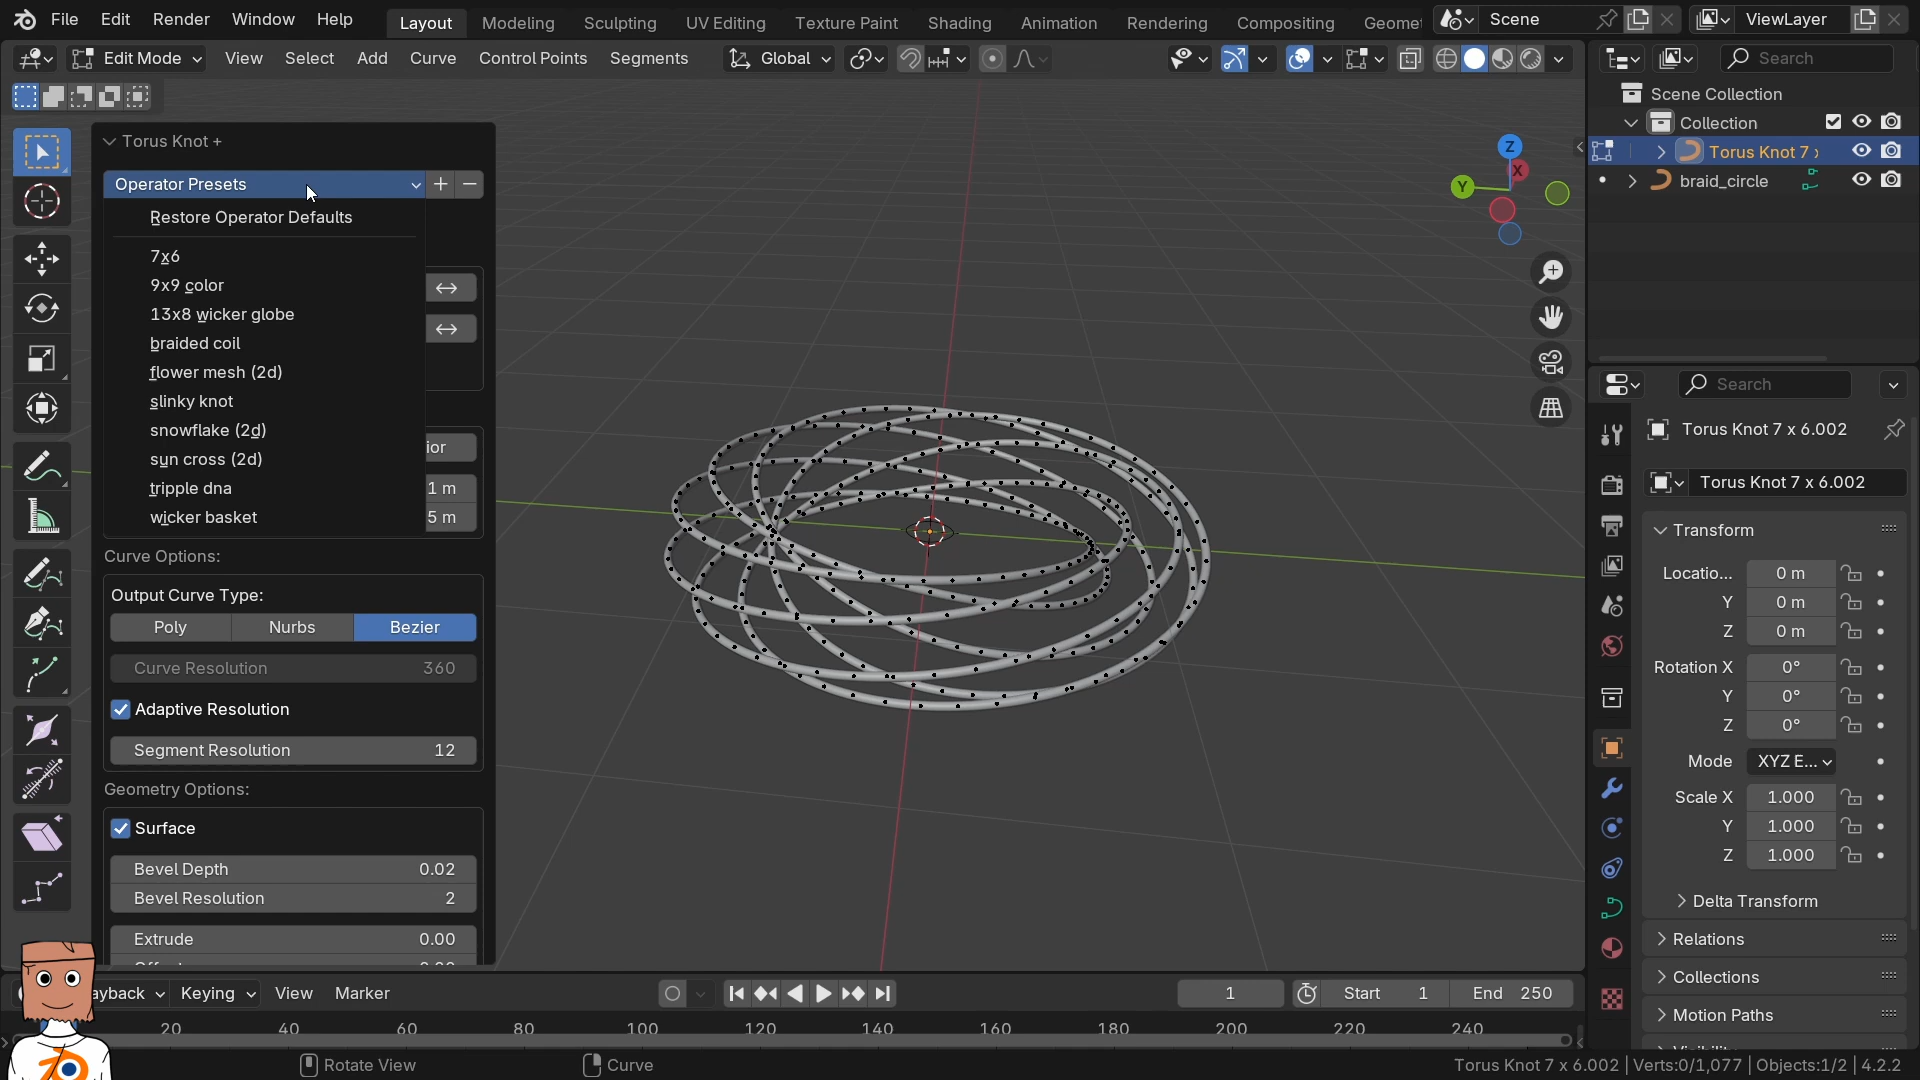 File Edit Render Window Help Layout Modeling Sculpting UV Editing Texture Paint Shading Animation Rendering Compositing Geomet Scene ViewLayer
Edit Mode View Select Add Curve Control Points Segments Global Search
Scene Collection
Collection
Torus Knot 7
braid_circle
Torus Knot +
Operator Presets
Restore Operator Defaults
7x6
9x9 color
13x8 wicker globe
braided coil
flower mesh (2d)
slinky knot
snowflake (2d)
sun cross (2d)
tripple dna
wicker basket
ior
1 m
5 m
Curve Options:
Output Curve Type:
Poly Nurbs Bezier
Curve Resolution 360
Adaptive Resolution
Segment Resolution 12
Geometry Options:
Surface
Bevel Depth 0.02
Bevel Resolution 2
Extrude 0.00
Z
X
Y
Search
Torus Knot 7 x 6.002
Torus Knot 7 x 6.002
Transform
Locatio... 0 m
Y 0 m
Z 0 m
Rotation X 0°
Y 0°
Z 0°
Mode XYZ E...
Scale X 1.000
Y 1.000
Z 1.000
Delta Transform
Relations
Collections
Motion Paths
ayback Keying View Marker 1 Start 1 End 250
20 40 60 80 100 120 140 160 180 200 220 240
Rotate View Curve Torus Knot 7 x 6.002 | Verts:0/1,077 | Objects:1/2 | 4.2.2